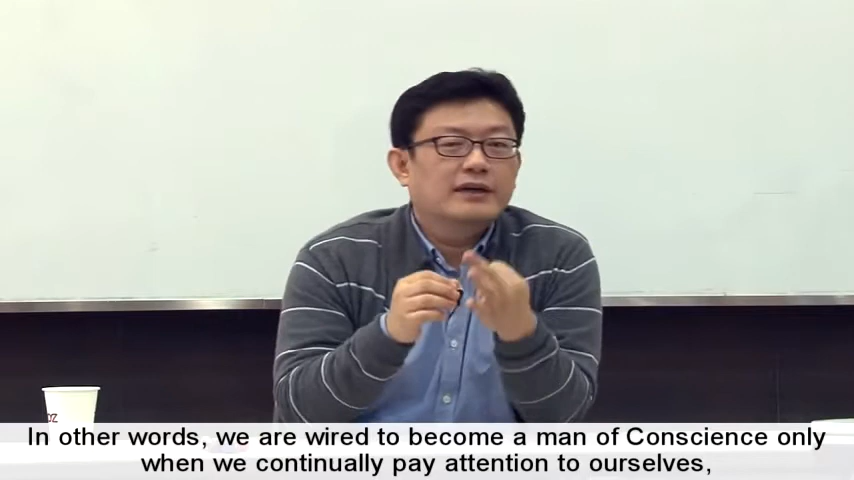 In other words, we are wired to become a man of Conscience only
when we continually pay attention to ourselves,